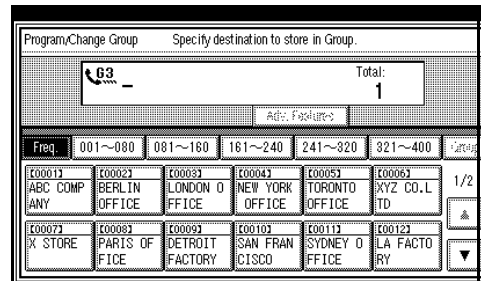 Program/Change Group Specify destination to store in Group.
G3 _ Total:
1
Adv. Features
Freq. 001~080 081~160 161~240 241~320 321~400 Group
[0001] [0002] [0003] [0004] [0005] [0006] 1/2
ABC COMP BERLIN LONDON O NEW YORK TORONTO XYZ CO.L
ANY OFFICE FFICE OFFICE OFFICE TD
[0007] [0008] [0009] [0010] [0011] [0012]
X STORE PARIS OF DETROIT SAN FRAN SYDNEY O LA FACTO
FICE FACTORY CISCO FFICE RY